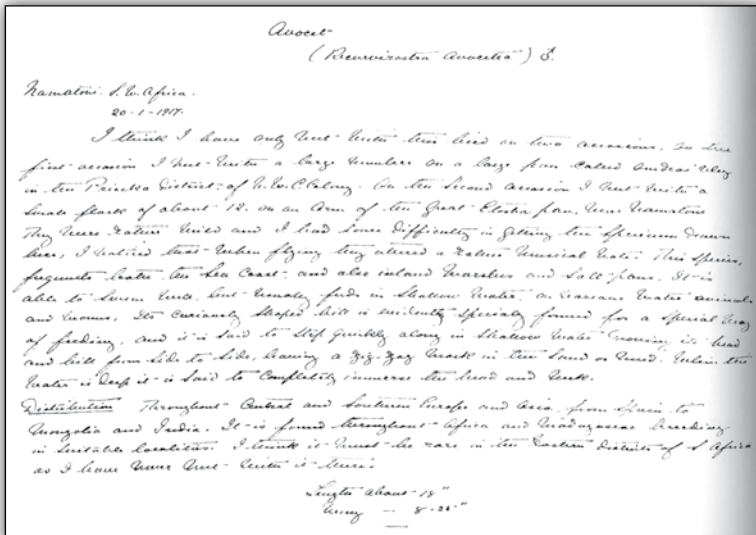 Avocet
(Recurvirostra Avocetta) ♂.
Namatoni. S.W. Africa.
20-1-1917.
I think I have only met with this bird on two occasions, on the
first occasion I met with a large number on a large pan called
in the Prieska District of N.W.C. Colony. On the second occasion I met with a
small flock of about 12. on an arm of the Great Etosha pan, near Namatoni
They were rather wild and I had some difficulty in getting the specimen drawn
here, I noticed that when flying they uttered a rather musical note. This species,
frequents both the sea coast, and also inland marshes and salt pans. It is
able to swim well, but usually feeds in shallow water, on various water animals
and worms, Its curiously shaped bill is evidently specially formed for a special way
of feeding, and it is said to step quickly along in shallow water moving its head
and bill from side to side, leaving a zig-zag mark in the sand or mud. When the
water is deep it is said to completely immerse the head and neck.
Distribution Throughout Central and Southern Europe and Asia, from Spain to
Mongolia and India. It is found throughout Africa and Madagascar breeding
in suitable localities. I think it must be rare in the Eastern districts of S Africa
as I have never met with it there.
Length about 18"
Wing — 8.25"